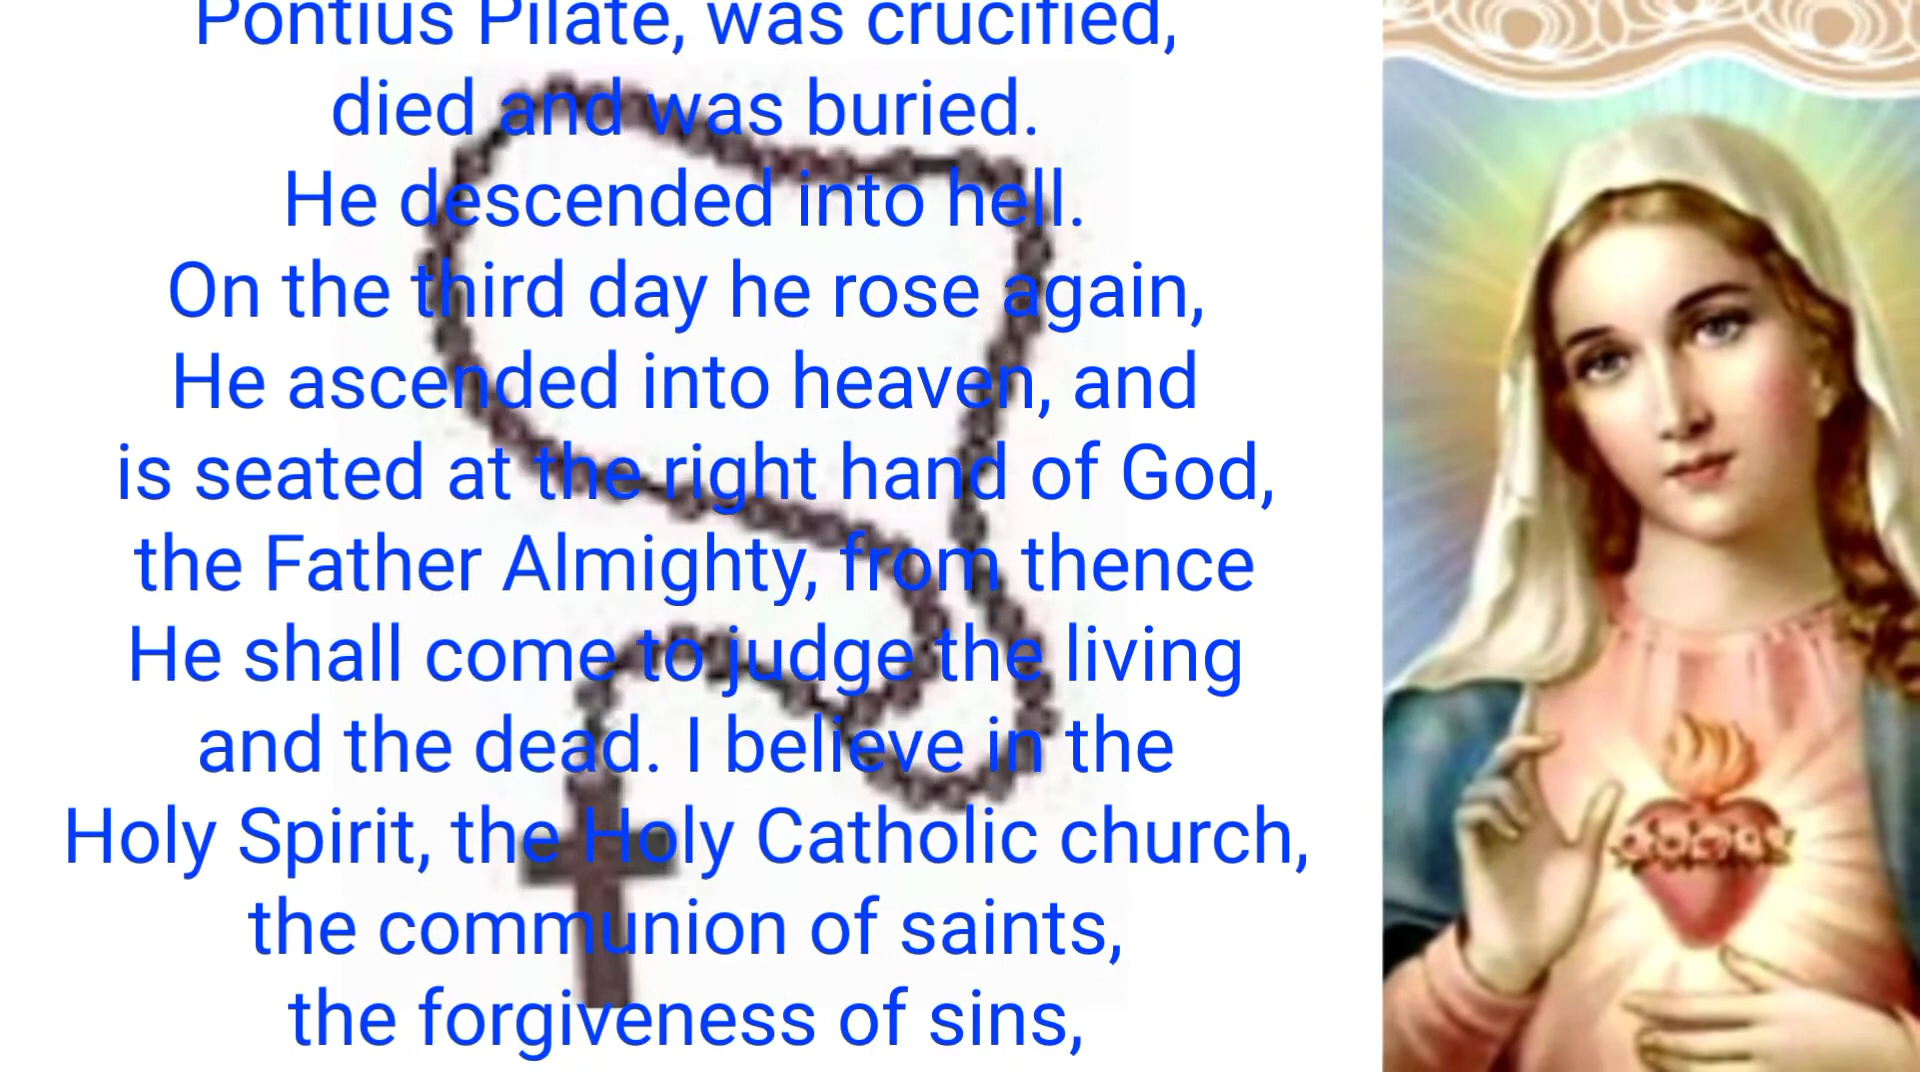 Pontius Pilate, was crucified,
died and was buried.
He descended into hell.
On the third day he rose again,
He ascended into heaven, and
is seated at the right hand of God,
the Father Almighty, from thence
He shall come to judge the living
and the dead. I believe in the
Holy Spirit, the Holy Catholic church,
the communion of saints,
the forgiveness of sins,